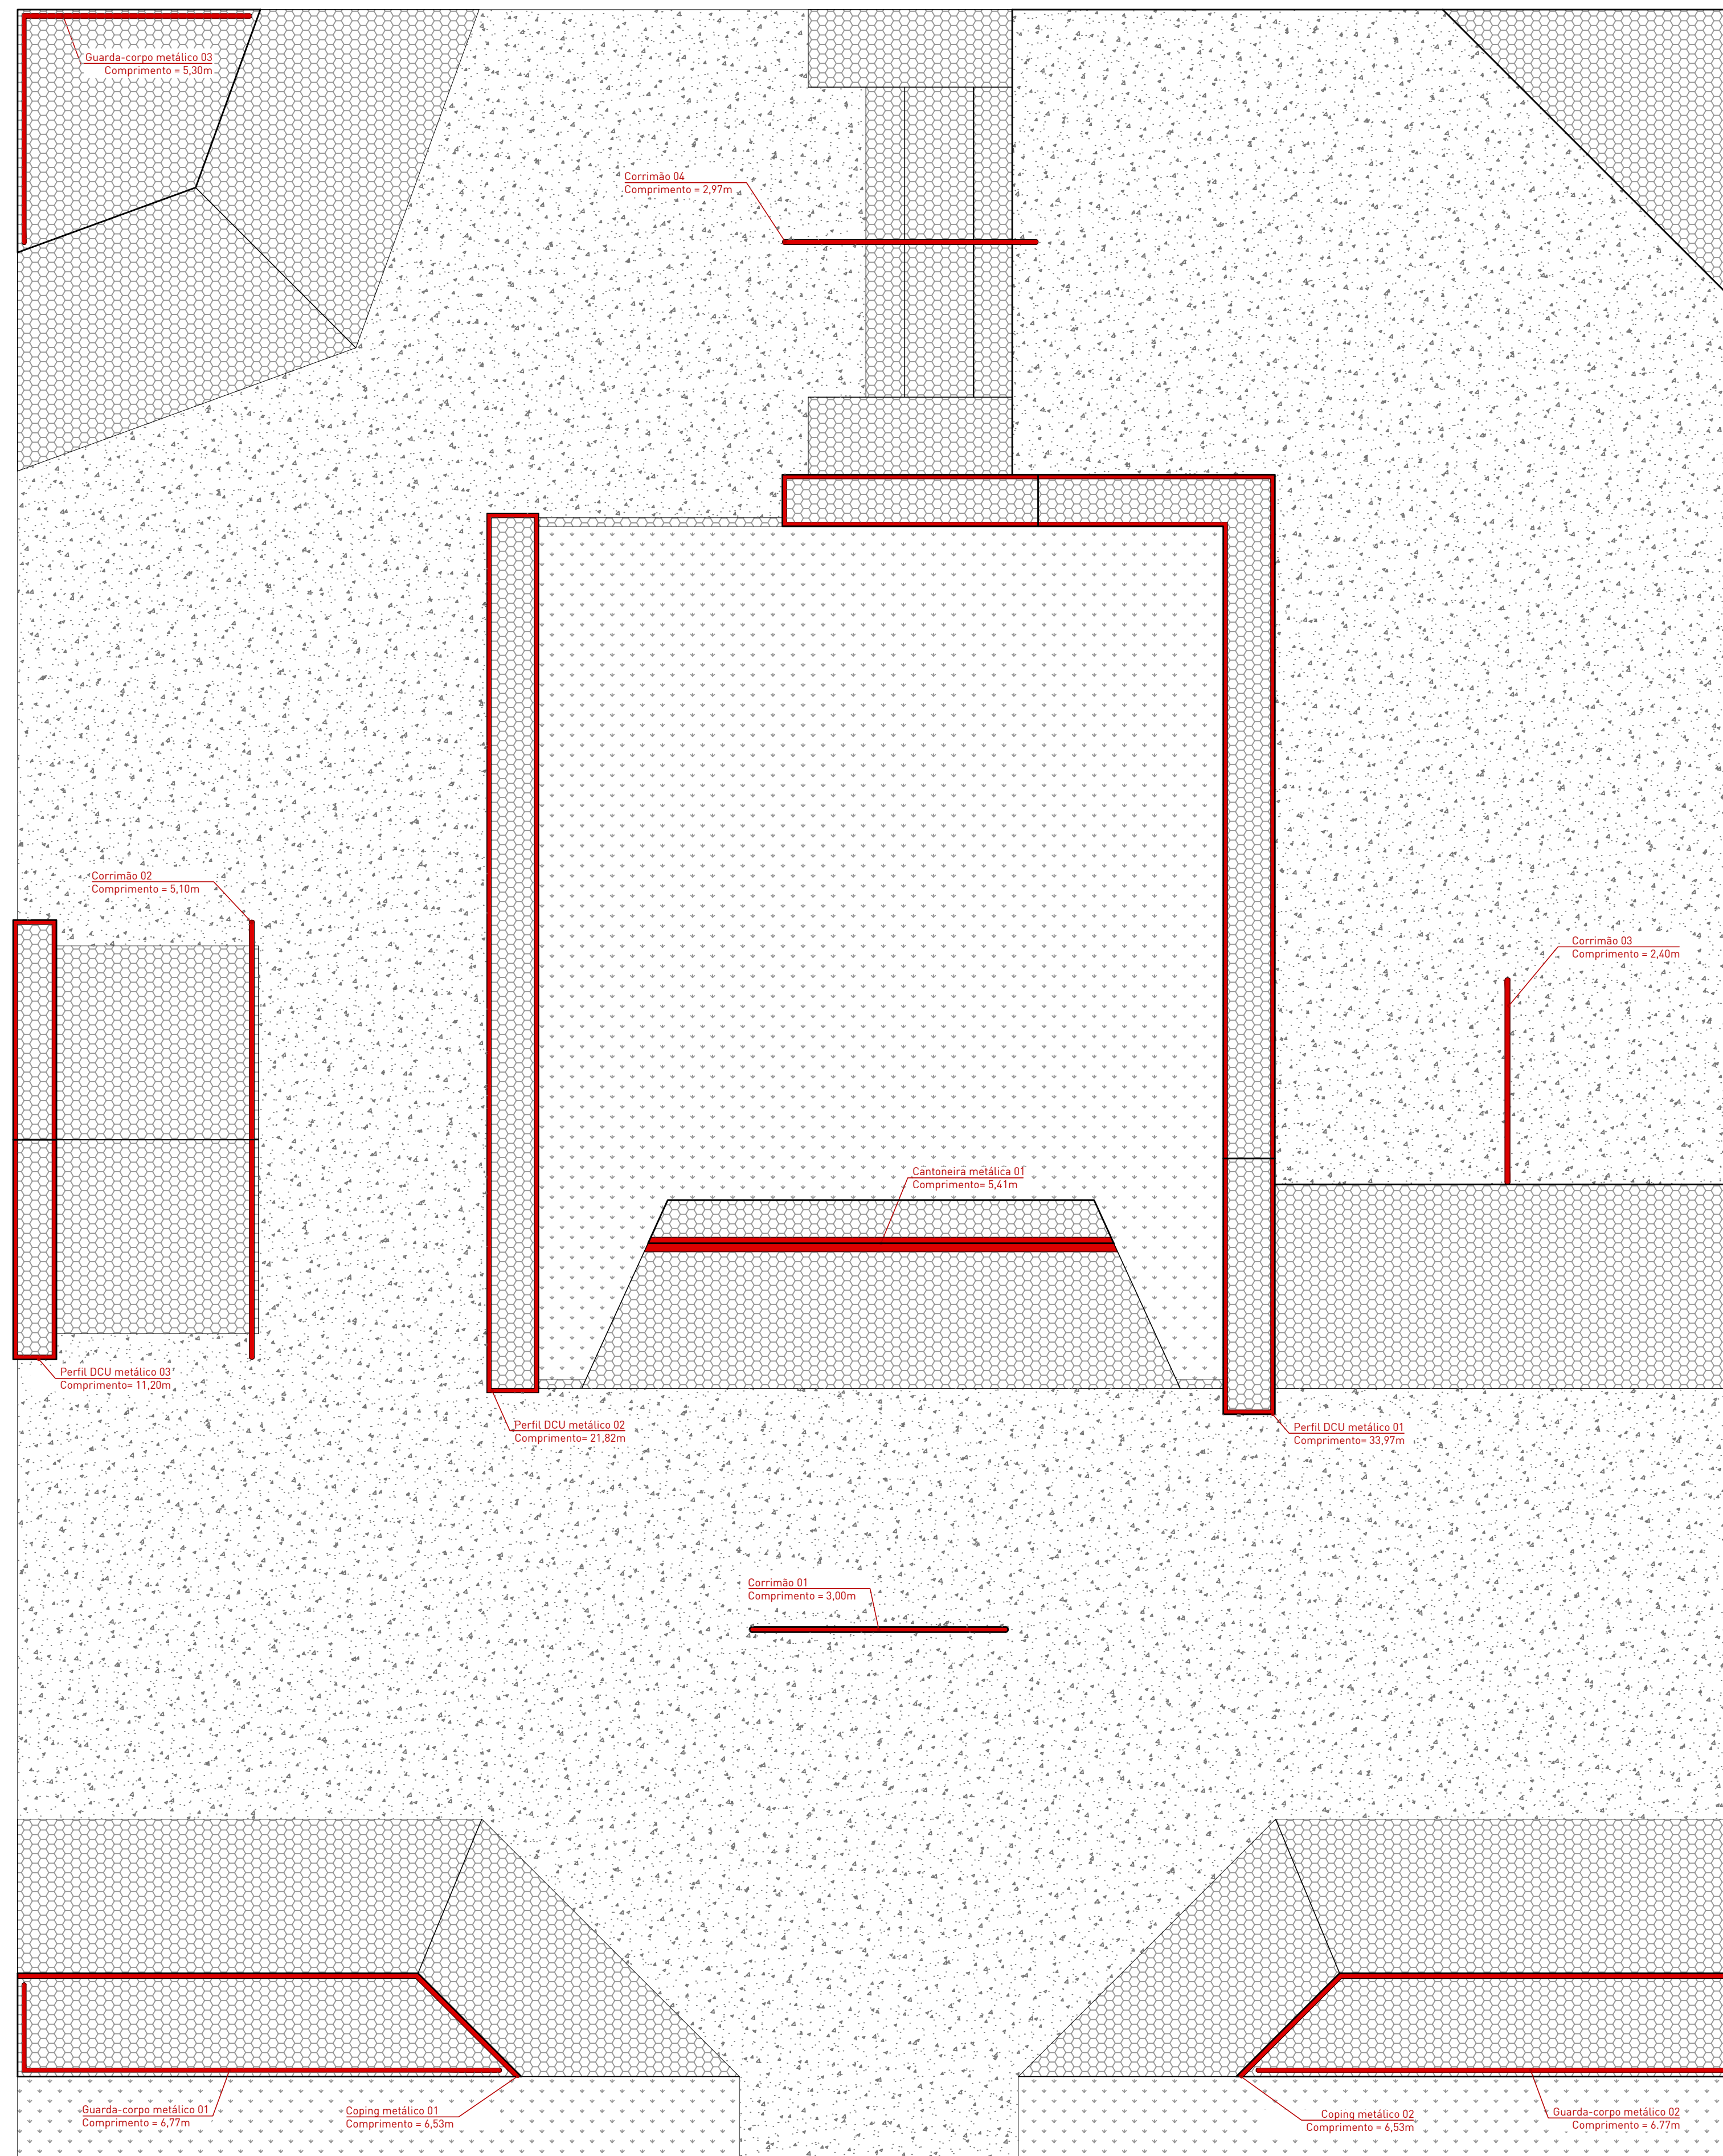 Guarda-corpo metálico 03
Comprimento = 5,30m
Corrimão 04
Comprimento = 2,97m
Corrimão 02
Comprimento = 5,10m
Corrimão 03
Comprimento = 2,40m
Cantoneira metálica 01
Comprimento= 5,41m
Perfil DCU metálico 03
Comprimento= 11,20m
Perfil DCU metálico 02
Comprimento= 21,82m
Perfil DCU metálico 01
Comprimento= 33,97m
Corrimão 01
Comprimento = 3,00m
Guarda-corpo metálico 01
Comprimento = 6,77m
Coping metálico 01
Comprimento = 6,53m
Coping metálico 02
Comprimento = 6,53m
Guarda-corpo metálico 02
Comprimento = 6,77m